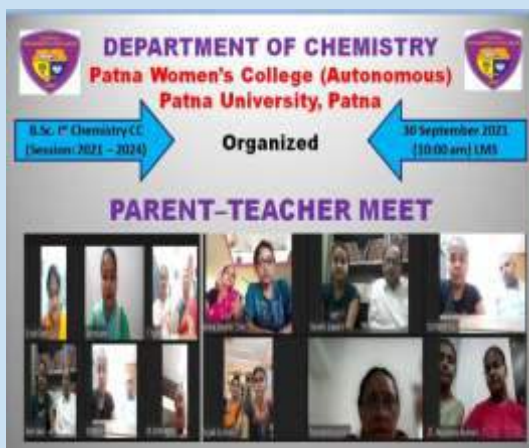 DEPARTMENT OF CHEMISTRY
Patna Women's College (Autonomous)
Patna University, Patna
B.Sc. Ist Chemistry CC
(Session: 2021 – 2024)
Organized
30 September 2021
(10:00 am) LMS
PARENT–TEACHER MEET